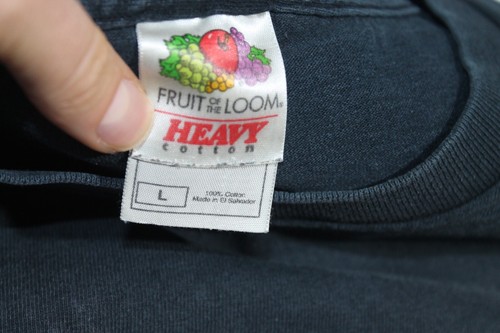 FRUIT OF THE LOOM®
HEAVY
cotton
L
100% Cotton
Made in El Salvador